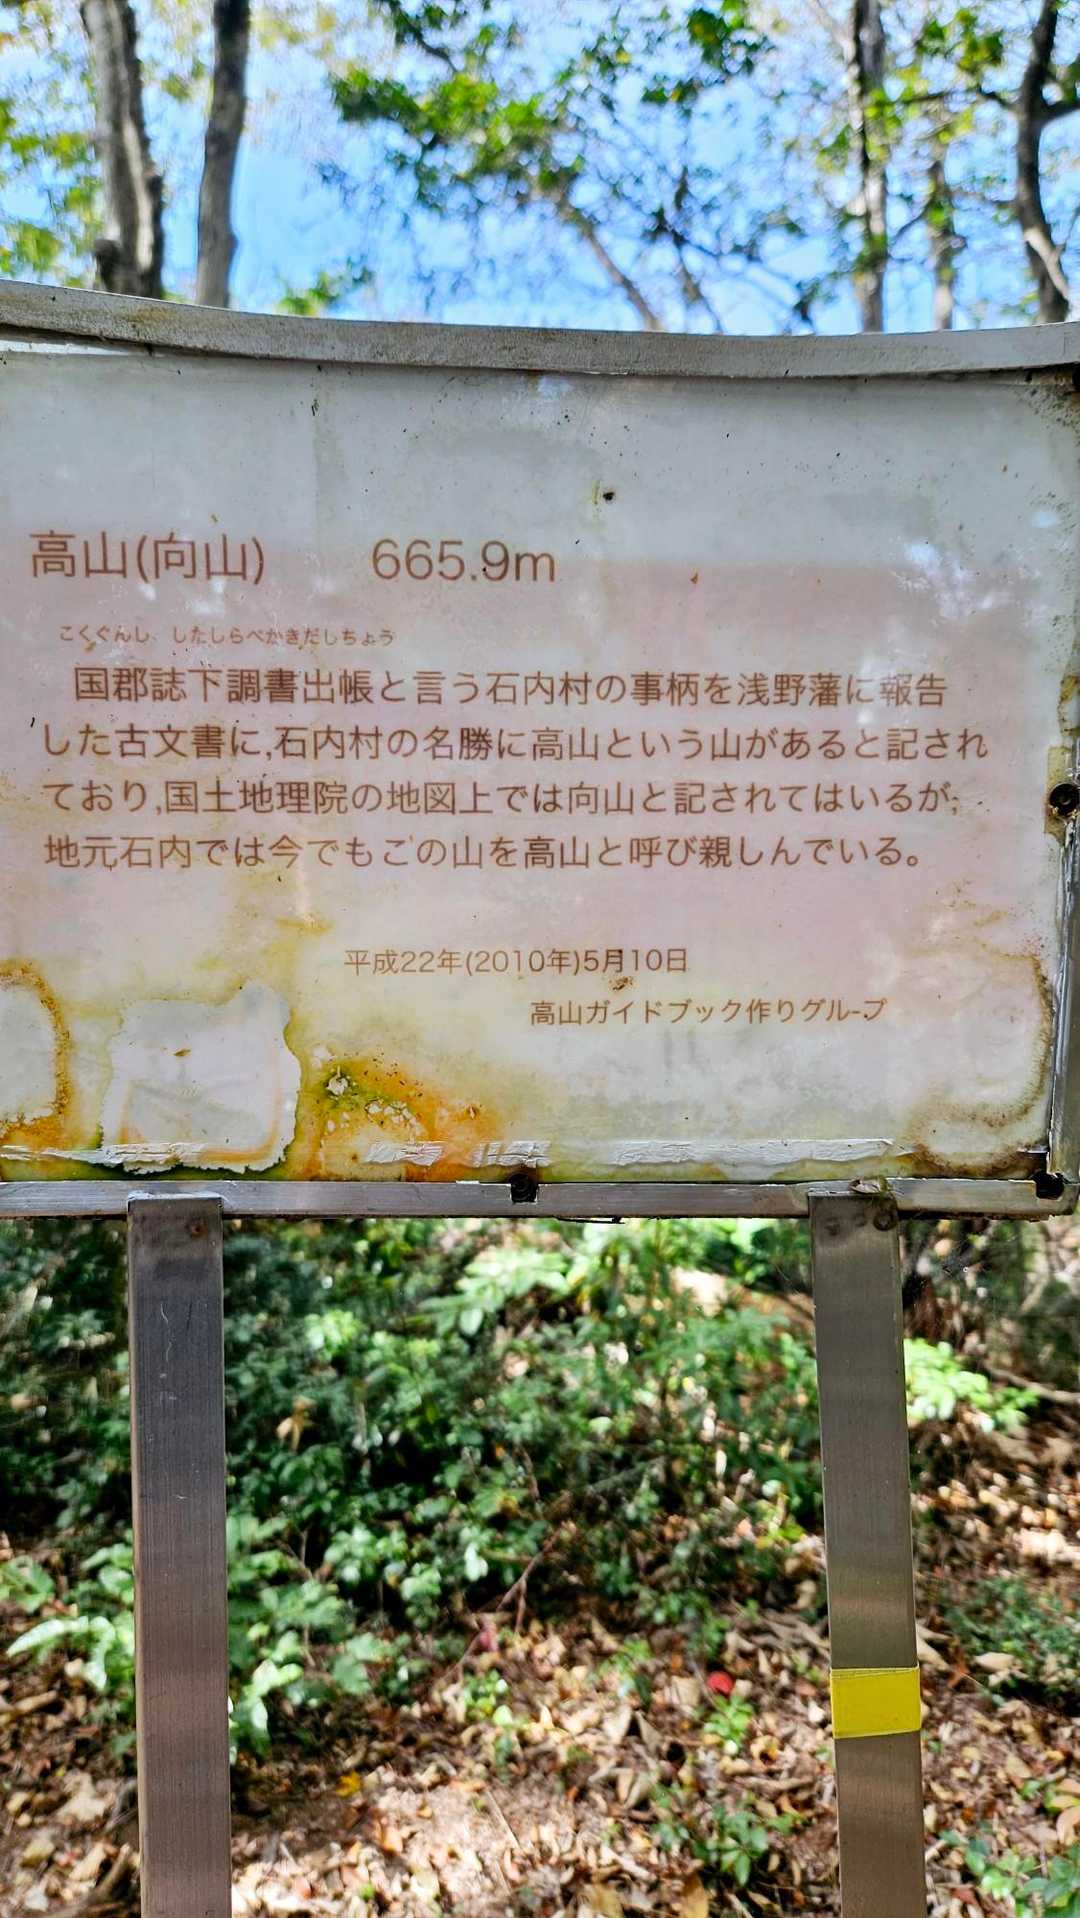 高山(向山) 665.9m
こくぐんし、したしらべかきだしちょう
国郡誌下調書出帳と言う石内村の事柄を浅野藩に報告
した古文書に,石内村の名勝に高山という山があると記され
ており,国土地理院の地図上では向山と記されてはいるが,
地元石内では今でもこの山を高山と呼び親しんでいる。
平成22年(2010年)5月10日
高山ガイドブック作りグループ